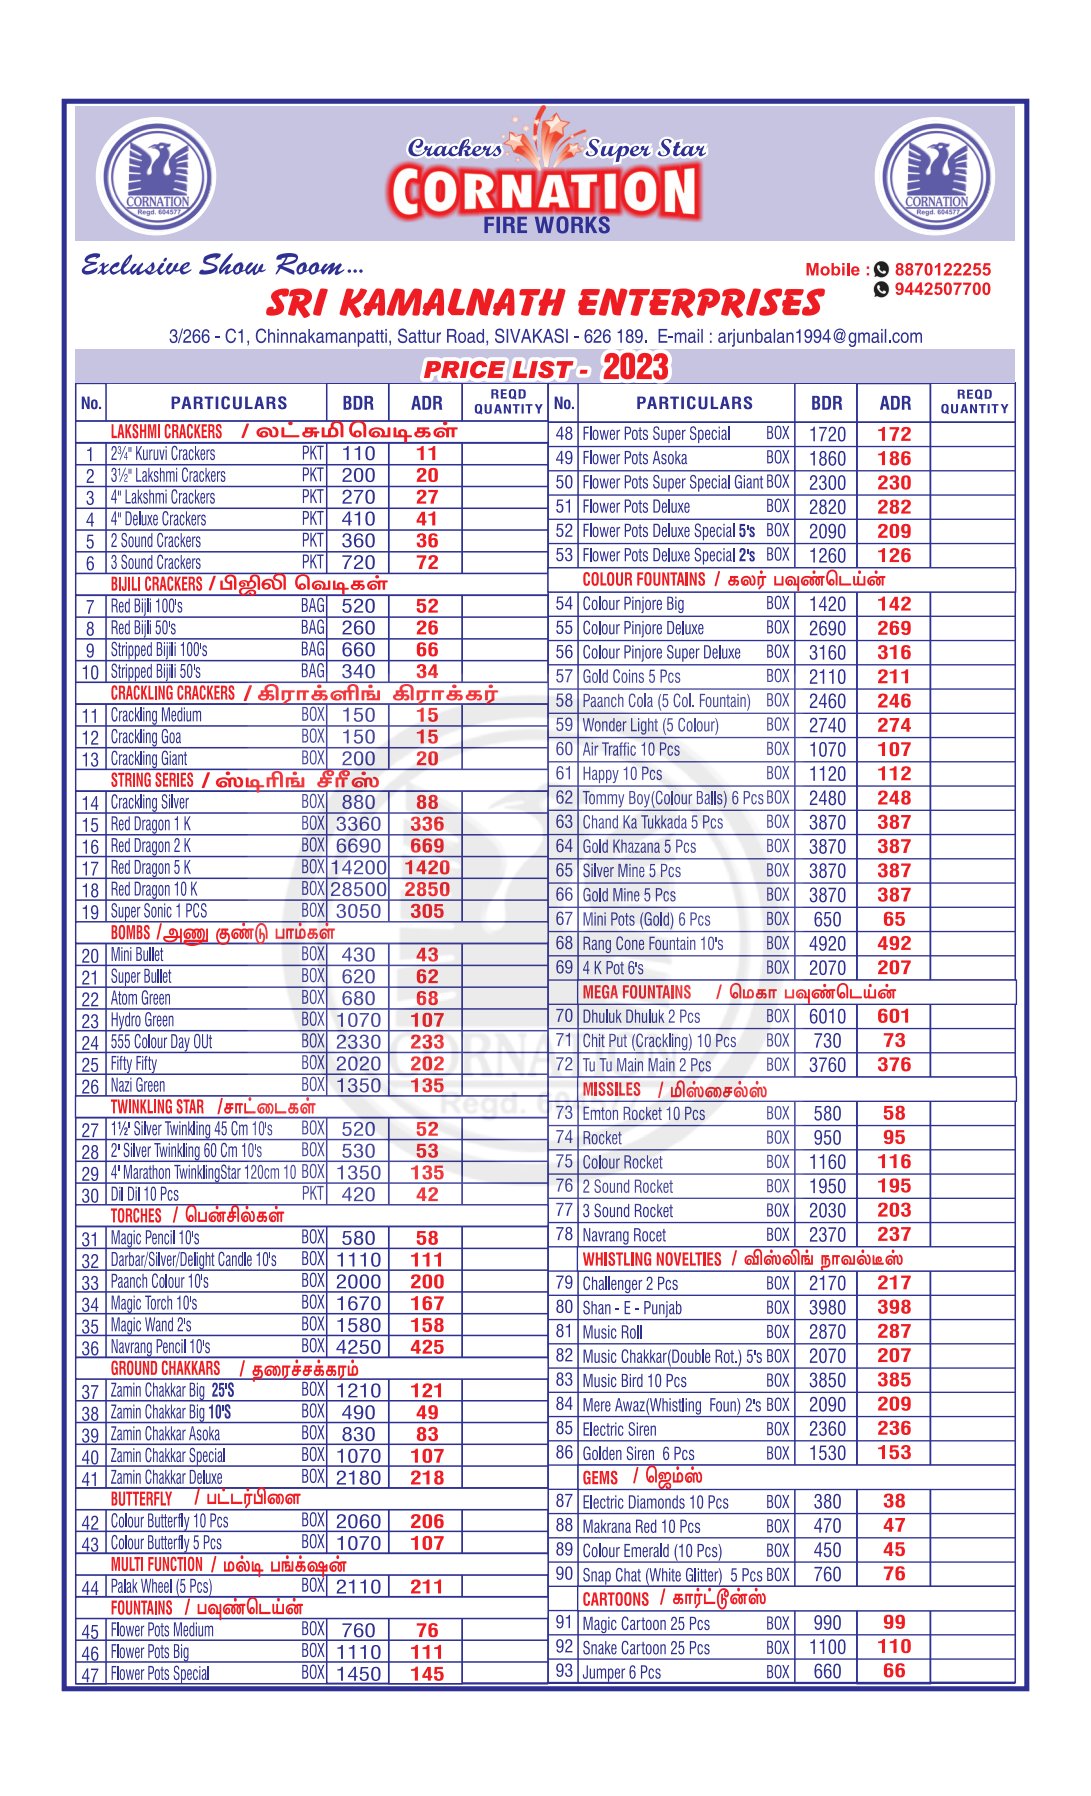 Crackers Super Star
CORNATION
FIRE WORKS
CORNATION
Regd. 604577
CORNATION
Regd. 604577
Exclusive Show Room...
Mobile : 8870122255
9442507700
SRI KAMALNATH ENTERPRISES
3/266 - C1, Chinnakamanpatti, Sattur Road, SIVAKASI - 626 189. E-mail : arjunbalan1994@gmail.com
PRICE LIST - 2023
No. PARTICULARS BDR ADR REQD QUANTITY
LAKSHMI CRACKERS / லட்சுமி வெடிகள்
1 2¾" Kuruvi Crackers PKT 110 11
2 3½" Lakshmi Crackers PKT 200 20
3 4" Lakshmi Crackers PKT 270 27
4 4" Deluxe Crackers PKT 410 41
5 2 Sound Crackers PKT 360 36
6 3 Sound Crackers PKT 720 72
BIJILI CRACKERS / பிஜிலி வெடிகள்
7 Red Bijli 100's BAG 520 52
8 Red Bijli 50's BAG 260 26
9 Stripped Bijili 100's BAG 660 66
10 Stripped Bijili 50's BAG 340 34
CRACKLING CRACKERS / கிராக்ளிங் கிராக்கர்
11 Crackling Medium BOX 150 15
12 Crackling Goa BOX 150 15
13 Crackling Giant BOX 200 20
STRING SERIES / ஸ்டிரிங் சீரீஸ்
14 Crackling Silver BOX 880 88
15 Red Dragon 1 K BOX 3360 336
16 Red Dragon 2 K BOX 6690 669
17 Red Dragon 5 K BOX 14200 1420
18 Red Dragon 10 K BOX 28500 2850
19 Super Sonic 1 PCS BOX 3050 305
BOMBS / அணு குண்டு பாம்கள்
20 Mini Bullet BOX 430 43
21 Super Bullet BOX 620 62
22 Atom Green BOX 680 68
23 Hydro Green BOX 1070 107
24 555 Colour Day OUt BOX 2330 233
25 Fifty Fifty BOX 2020 202
26 Nazi Green BOX 1350 135
TWINKLING STAR / சாட்டைகள்
27 1½' Silver Twinkling 45 Cm 10's BOX 520 52
28 2' Silver Twinkling 60 Cm 10's BOX 530 53
29 4' Marathon TwinklingStar 120cm 10 BOX 1350 135
30 Dil Dil 10 Pcs PKT 420 42
TORCHES / பென்சில்கள்
31 Magic Pencil 10's BOX 580 58
32 Darbar/Silver/Delight Candle 10's BOX 1110 111
33 Paanch Colour 10's BOX 2000 200
34 Magic Torch 10's BOX 1670 167
35 Magic Wand 2's BOX 1580 158
36 Navrang Pencil 10's BOX 4250 425
GROUND CHAKKARS / தரைச்சக்கரம்
37 Zamin Chakkar Big 25'S BOX 1210 121
38 Zamin Chakkar Big 10'S BOX 490 49
39 Zamin Chakkar Asoka BOX 830 83
40 Zamin Chakkar Special BOX 1070 107
41 Zamin Chakkar Deluxe BOX 2180 218
BUTTERFLY / பட்டர்பிளை
42 Colour Butterfly 10 Pcs BOX 2060 206
43 Colour Butterfly 5 Pcs BOX 1070 107
MULTI FUNCTION / மல்டி பங்க்ஷன்
44 Palak Wheel (5 Pcs) BOX 2110 211
FOUNTAINS / பவுண்டெய்ன்
45 Flower Pots Medium BOX 760 76
46 Flower Pots Big BOX 1110 111
47 Flower Pots Special BOX 1450 145
No. PARTICULARS BDR ADR REQD QUANTITY
48 Flower Pots Super Special BOX 1720 172
49 Flower Pots Asoka BOX 1860 186
50 Flower Pots Super Special Giant BOX 2300 230
51 Flower Pots Deluxe BOX 2820 282
52 Flower Pots Deluxe Special 5's BOX 2090 209
53 Flower Pots Deluxe Special 2's BOX 1260 126
COLOUR FOUNTAINS / கலர் பவுண்டெய்ன்
54 Colour Pinjore Big BOX 1420 142
55 Colour Pinjore Deluxe BOX 2690 269
56 Colour Pinjore Super Deluxe BOX 3160 316
57 Gold Coins 5 Pcs BOX 2110 211
58 Paanch Cola (5 Col. Fountain) BOX 2460 246
59 Wonder Light (5 Colour) BOX 2740 274
60 Air Traffic 10 Pcs BOX 1070 107
61 Happy 10 Pcs BOX 1120 112
62 Tommy Boy(Colour Balls) 6 Pcs BOX 2480 248
63 Chand Ka Tukkada 5 Pcs BOX 3870 387
64 Gold Khazana 5 Pcs BOX 3870 387
65 Silver Mine 5 Pcs BOX 3870 387
66 Gold Mine 5 Pcs BOX 3870 387
67 Mini Pots (Gold) 6 Pcs BOX 650 65
68 Rang Cone Fountain 10's BOX 4920 492
69 4 K Pot 6's BOX 2070 207
MEGA FOUNTAINS / மெகா பவுண்டெய்ன்
70 Dhuluk Dhuluk 2 Pcs BOX 6010 601
71 Chit Put (Crackling) 10 Pcs BOX 730 73
72 Tu Tu Main Main 2 Pcs BOX 3760 376
MISSILES / மிஸ்சைல்ஸ்
73 Emton Rocket 10 Pcs BOX 580 58
74 Rocket BOX 950 95
75 Colour Rocket BOX 1160 116
76 2 Sound Rocket BOX 1950 195
77 3 Sound Rocket BOX 2030 203
78 Navrang Rocet BOX 2370 237
WHISTLING NOVELTIES / விஸ்லிங் நாவல்டீஸ்
79 Challenger 2 Pcs BOX 2170 217
80 Shan - E - Punjab BOX 3980 398
81 Music Roll BOX 2870 287
82 Music Chakkar(Double Rot.) 5's BOX 2070 207
83 Music Bird 10 Pcs BOX 3850 385
84 Mere Awaz(Whistling Foun) 2's BOX 2090 209
85 Electric Siren BOX 2360 236
86 Golden Siren 6 Pcs BOX 1530 153
GEMS / ஜெம்ஸ்
87 Electric Diamonds 10 Pcs BOX 380 38
88 Makrana Red 10 Pcs BOX 470 47
89 Colour Emerald (10 Pcs) BOX 450 45
90 Snap Chat (White Glitter) 5 Pcs BOX 760 76
CARTOONS / கார்ட்டூன்ஸ்
91 Magic Cartoon 25 Pcs BOX 990 99
92 Snake Cartoon 25 Pcs BOX 1100 110
93 Jumper 6 Pcs BOX 660 66